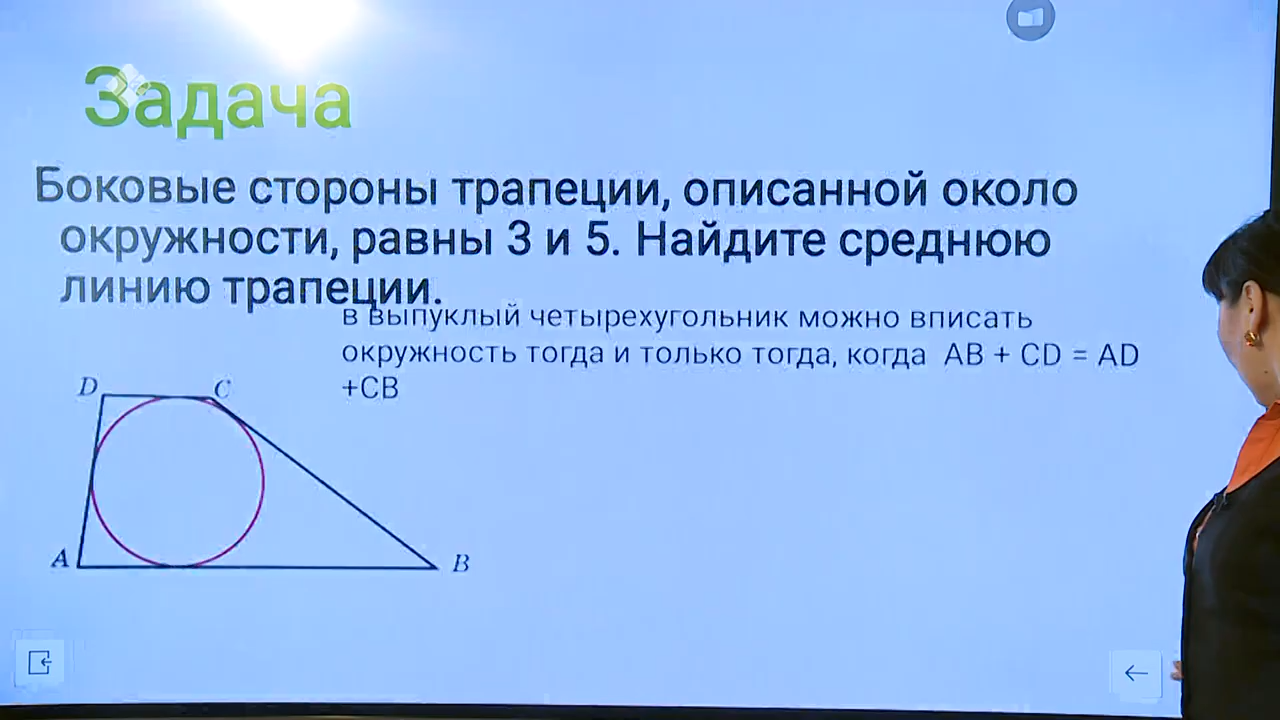 Задача
Боковые стороны трапеции, описанной около
окружности, равны 3 и 5. Найдите среднюю
линию трапеции.
в выпуклый четырехугольник можно вписать
окружность тогда и только тогда, когда AB + CD = AD
+CB
D C
A B